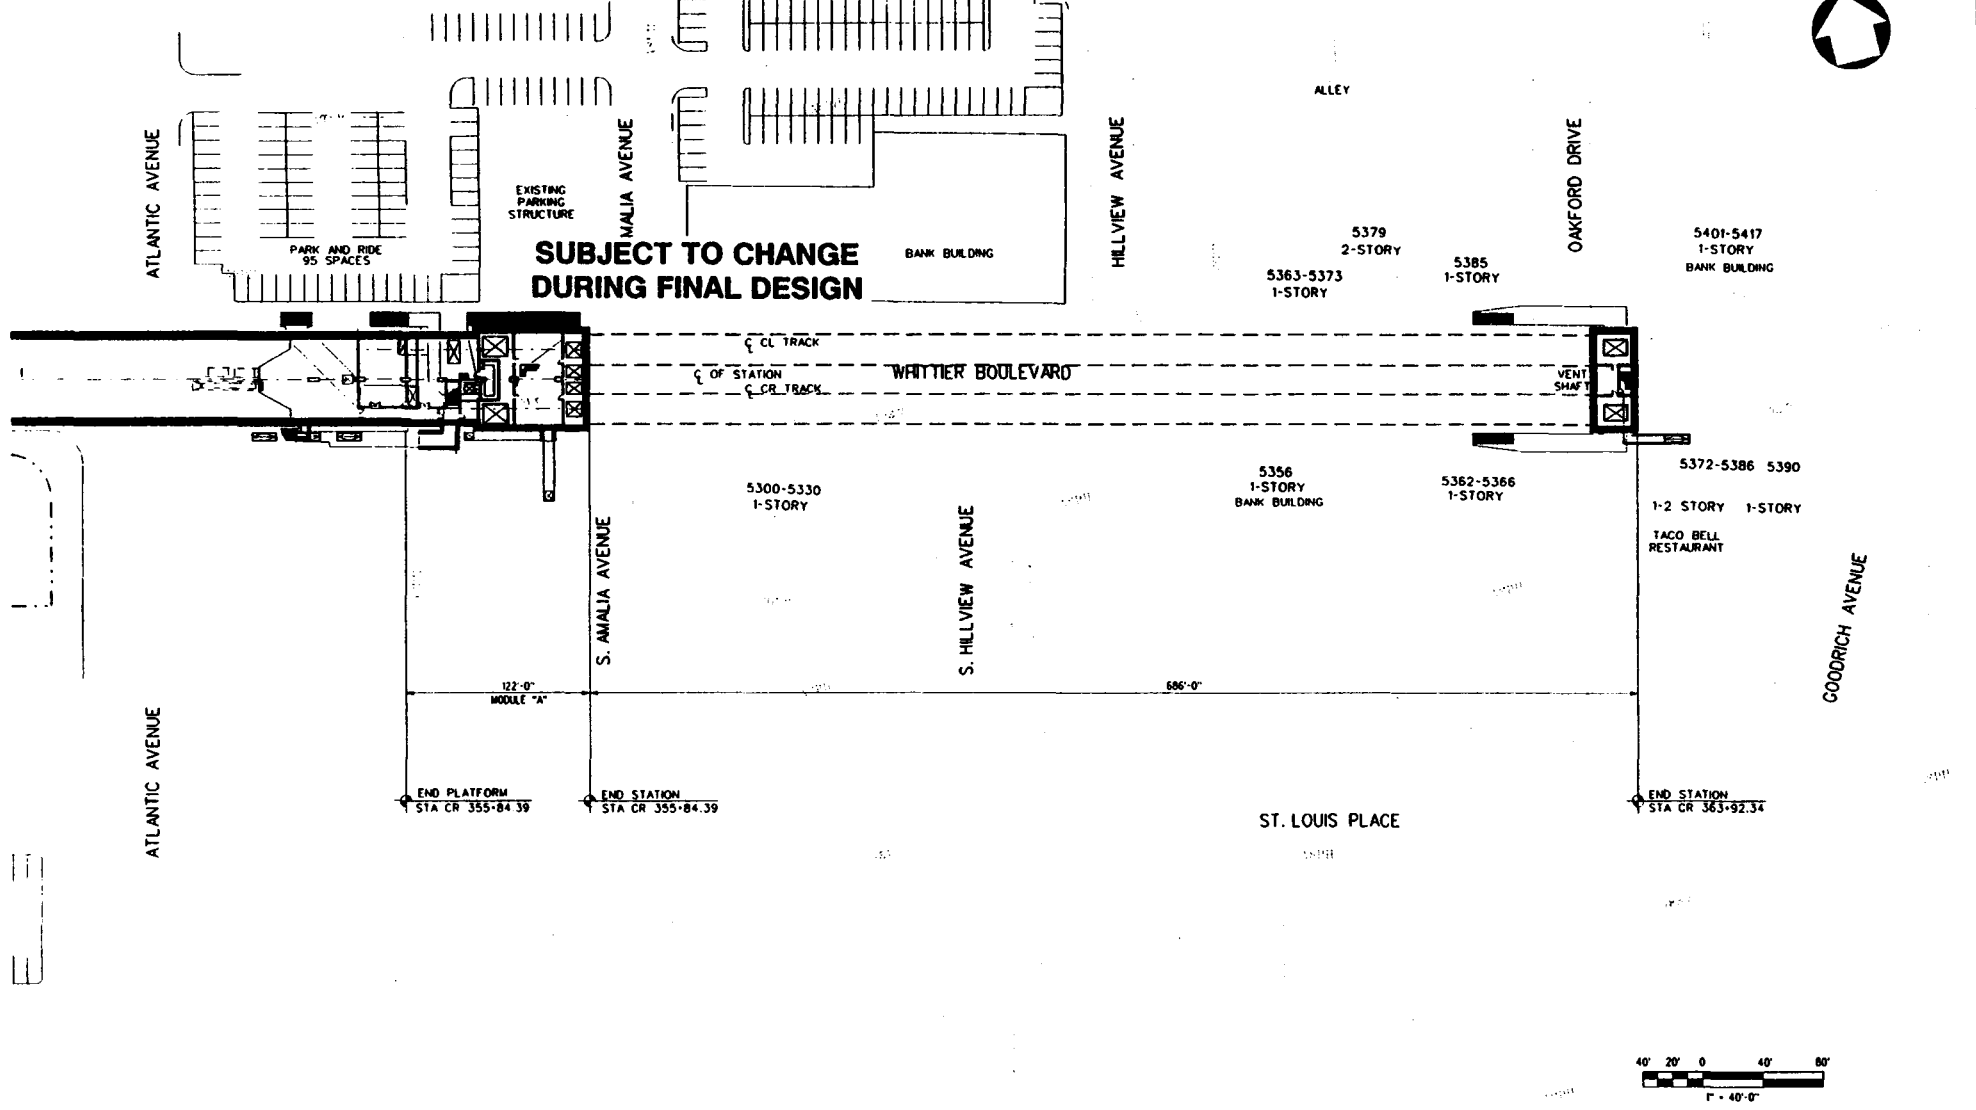 ALLEY
ATLANTIC AVENUE
MALIA AVENUE
HILLVIEW AVENUE
OAKFORD DRIVE
EXISTING
PARKING
STRUCTURE
PARK AND RIDE
95 SPACES
SUBJECT TO CHANGE
DURING FINAL DESIGN
BANK BUILDING
5379
2-STORY
5363-5373
1-STORY
5385
1-STORY
5401-5417
1-STORY
BANK BUILDING
℄ CL TRACK
℄ OF STATION
WHITTIER BOULEVARD
℄ CR TRACK
VENT
SHAFT
5300-5330
1-STORY
5356
1-STORY
BANK BUILDING
5362-5366
1-STORY
5372-5386 5390
1-2 STORY 1-STORY
TACO BELL
RESTAURANT
S. AMALIA AVENUE
S. HILLVIEW AVENUE
GOODRICH AVENUE
122'-0"
MODULE "A"
686'-0"
ATLANTIC AVENUE
END PLATFORM
STA CR 355+84.39
END STATION
STA CR 355+84.39
END STATION
STA CR 363+92.34
ST. LOUIS PLACE
40' 20' 0 40' 80'
1" = 40'-0"